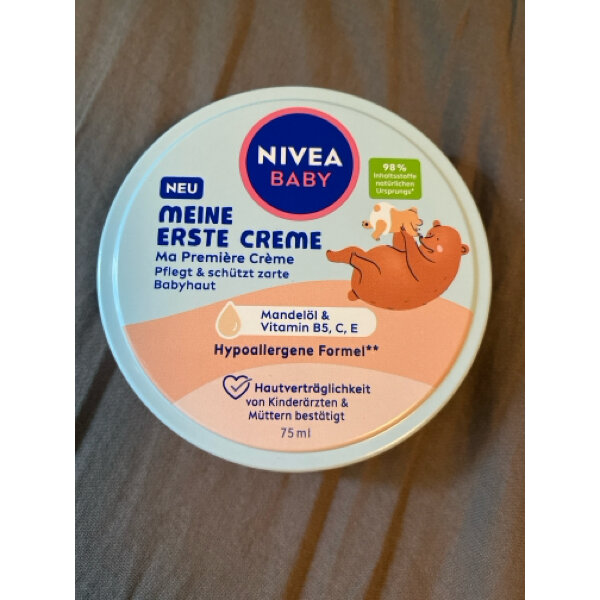 NIVEA
BABY
98%
Inhaltsstoffe
natürlichen
Ursprungs*
NEU
MEINE
ERSTE CREME
Ma Première Crème
Pflegt & schützt zarte
Babyhaut
Mandelöl &
Vitamin B5, C, E
Hypoallergene Formel**
Hautverträglichkeit
von Kinderärzten &
Müttern bestätigt
75 ml